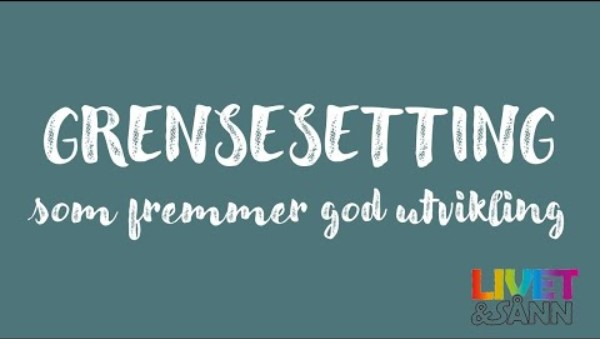 GRENSESETTING
som fremmer god utvikling
LIVET
&SÅNN